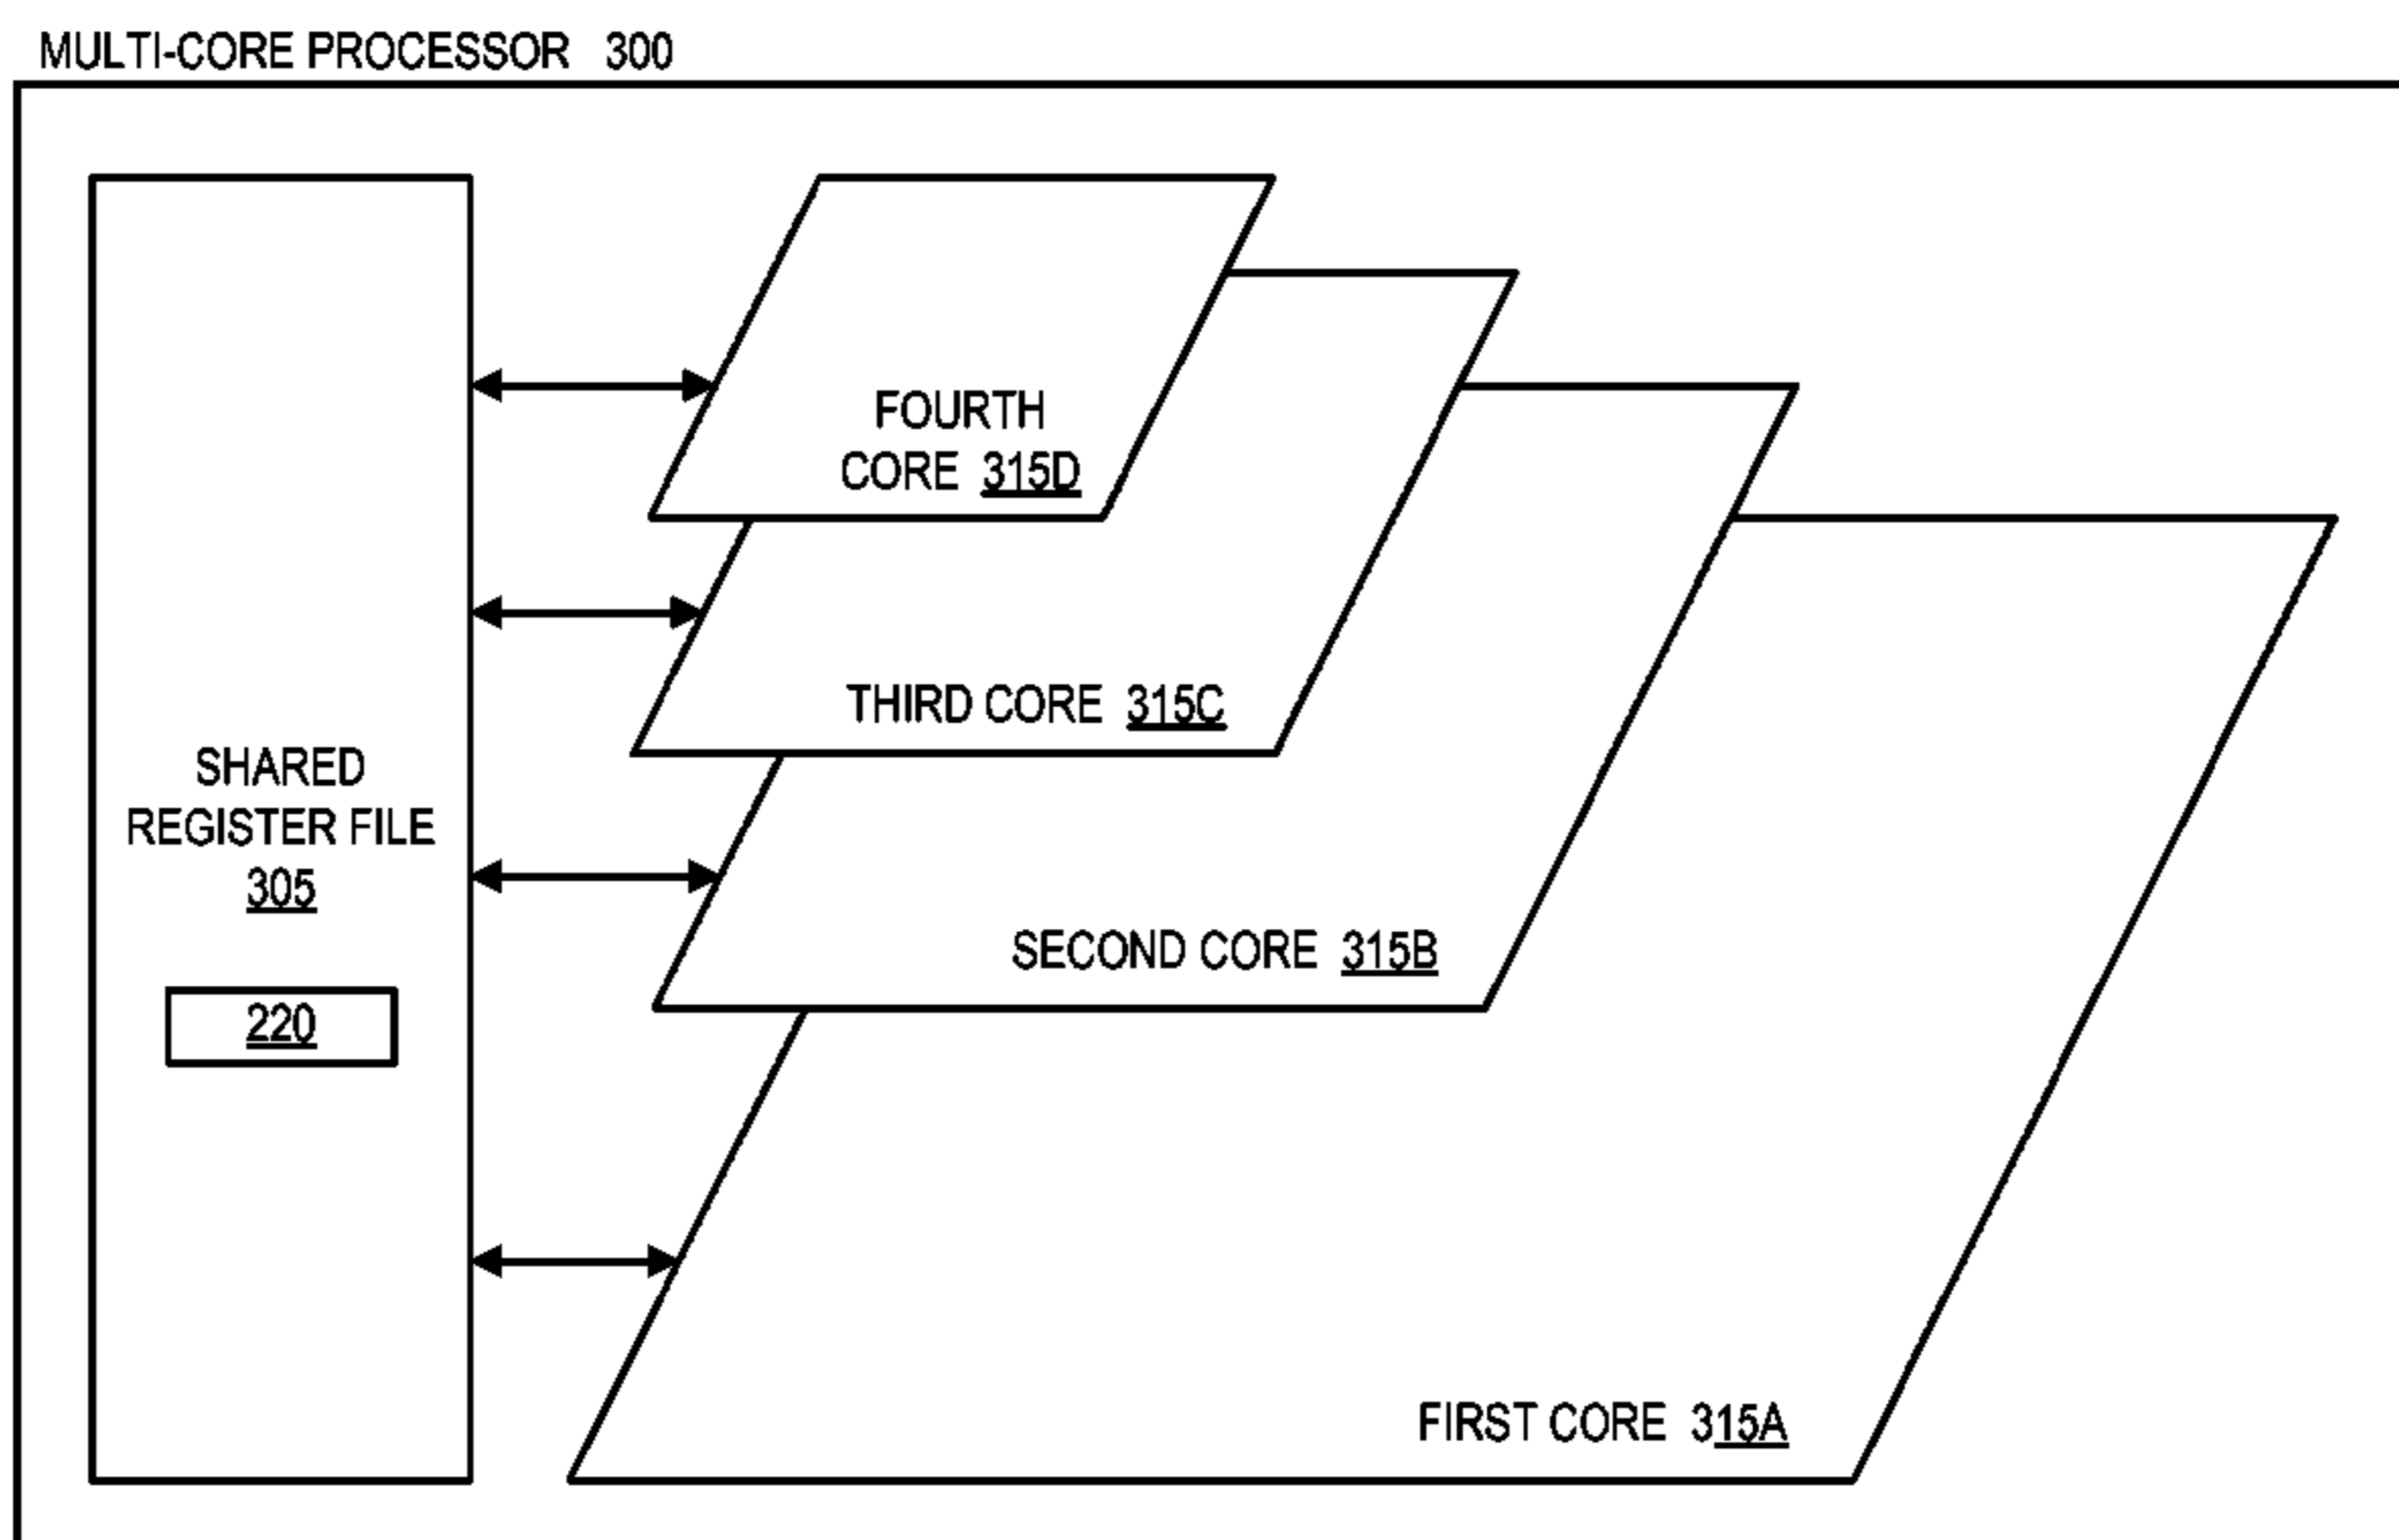 MULTI-CORE PROCESSOR 300
FOURTH
CORE 315D
THIRD CORE 315C
SHARED
REGISTER FILE
305
SECOND CORE 315B
220
FIRST CORE 315A